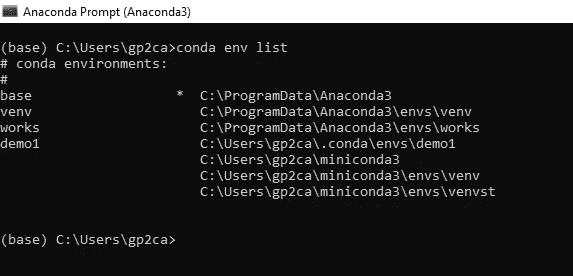 Anaconda Prompt (Anaconda3)
(base) C:\Users\gp2ca>conda env list
# conda environments:
#
base                  *  C:\ProgramData\Anaconda3
venv                     C:\ProgramData\Anaconda3\envs\venv
works                    C:\ProgramData\Anaconda3\envs\works
demo1                    C:\Users\gp2ca\.conda\envs\demo1
                         C:\Users\gp2ca\miniconda3
                         C:\Users\gp2ca\miniconda3\envs\venv
                         C:\Users\gp2ca\miniconda3\envs\venvst
(base) C:\Users\gp2ca>